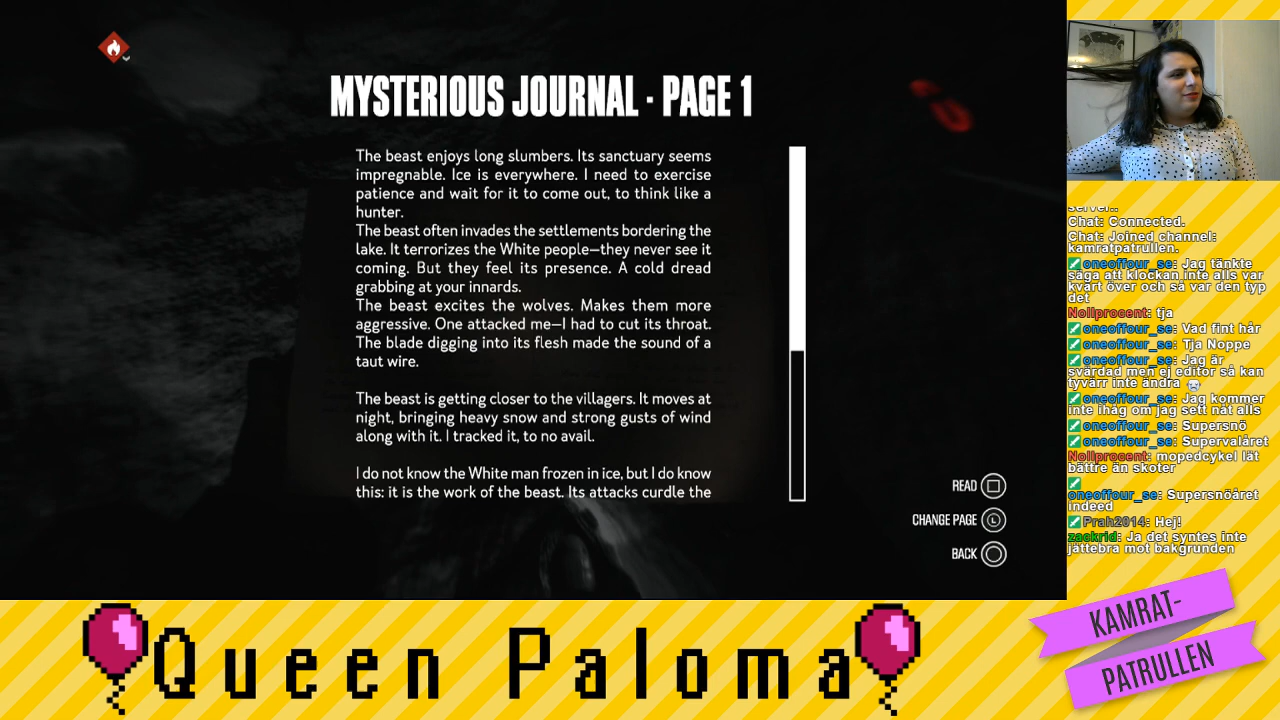 MYSTERIOUS JOURNAL · PAGE 1
The beast enjoys long slumbers. Its sanctuary seems
impregnable. Ice is everywhere. I need to exercise
patience and wait for it to come out, to think like a
hunter.
The beast often invades the settlements bordering the
lake. It terrorizes the White people—they never see it
coming. But they feel its presence. A cold dread
grabbing at your innards.
The beast excites the wolves. Makes them more
aggressive. One attacked me—I had to cut its throat.
The blade digging into its flesh made the sound of a
taut wire.
The beast is getting closer to the villagers. It moves at
night, bringing heavy snow and strong gusts of wind
along with it. I tracked it, to no avail.
I do not know the White man frozen in ice, but I do know
this: it is the work of the beast. Its attacks curdle the
READ
CHANGE PAGE L
BACK
server..
Chat: Connected.
Chat: Joined channel:
kamratpatrullen.
oneoffour_se: Jag tänkte
säga att klockan inte alls var
kvart över och så var den typ
det
Nollprocent: tja
oneoffour_se: Vad fint hår
oneoffour_se: Tja Noppe
oneoffour_se: Jag är
svärdad men ej editor så kan
tyvärr inte ändra
oneoffour_se: Jag kommer
inte ihåg om jag sett nåt alls
oneoffour_se: Supersnö
oneoffour_se: Supervalåret
Nollprocent: mopedcykel lät
bättre än skoter
oneoffour_se: Supersnöåret
indeed
Prah2014: Hej!
zackrid: Ja det syntes inte
jättebra mot bakgrunden
Queen Paloma
KAMRAT-
PATRULLEN